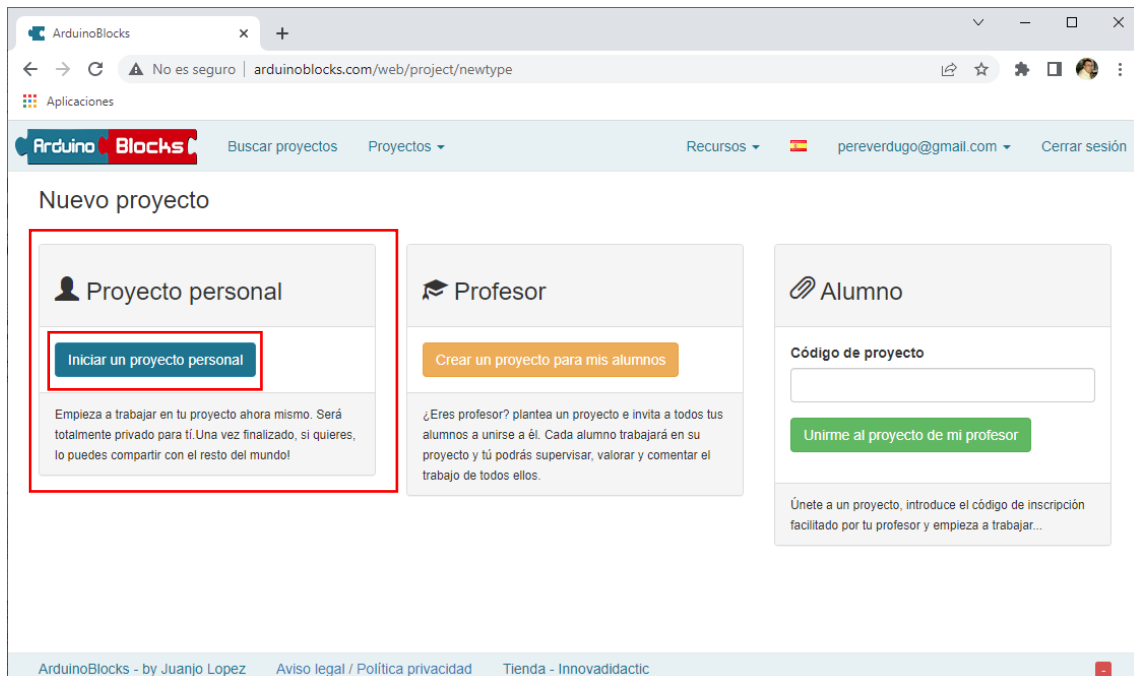 ArduinoBlocks
No es seguro | arduinoblocks.com/web/project/newtype
Aplicaciones
Arduino Blocks Buscar proyectos Proyectos Recursos pereverdugo@gmail.com Cerrar sesión
Nuevo proyecto
Proyecto personal
Iniciar un proyecto personal
Empieza a trabajar en tu proyecto ahora mismo. Será
totalmente privado para tí.Una vez finalizado, si quieres,
lo puedes compartir con el resto del mundo!
Profesor
Crear un proyecto para mis alumnos
¿Eres profesor? plantea un proyecto e invita a todos tus
alumnos a unirse a él. Cada alumno trabajará en su
proyecto y tú podrás supervisar, valorar y comentar el
trabajo de todos ellos.
Alumno
Código de proyecto
Unirme al proyecto de mi profesor
Únete a un proyecto, introduce el código de inscripción
facilitado por tu profesor y empieza a trabajar...
ArduinoBlocks - by Juanjo Lopez Aviso legal / Política privacidad Tienda - Innovadidactic